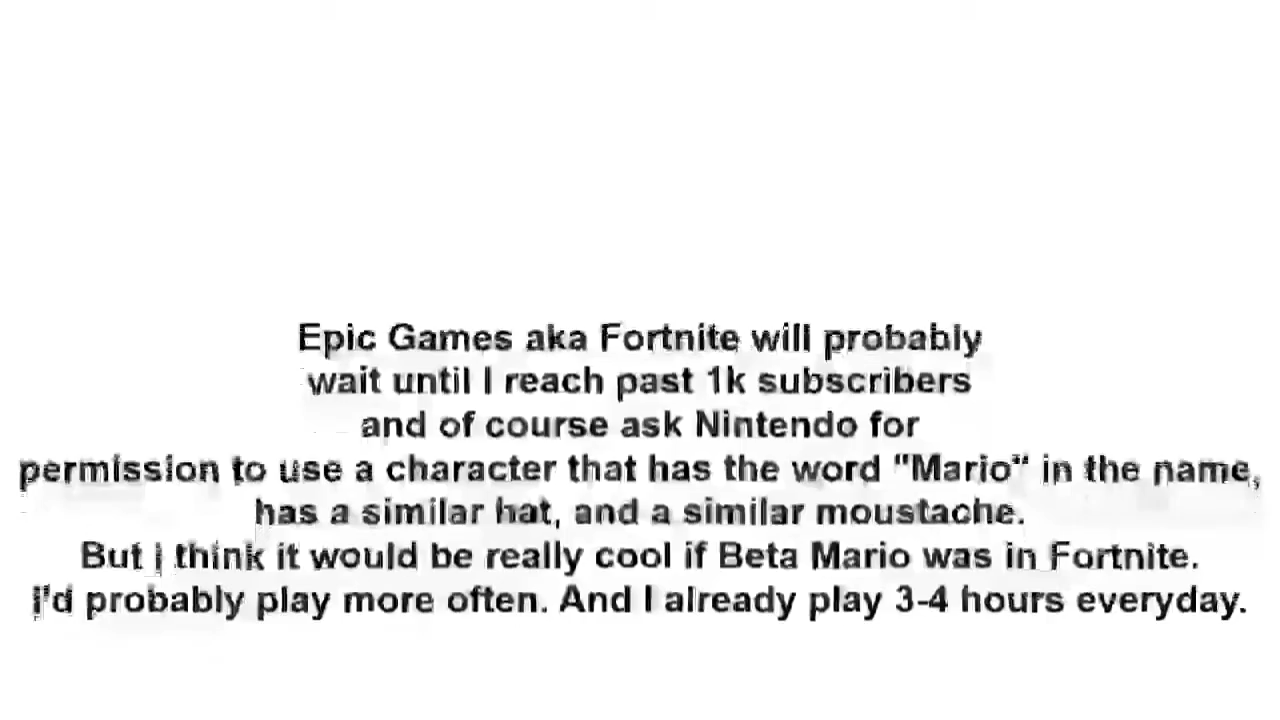 Epic Games aka Fortnite will probably
wait until I reach past 1k subscribers
and of course ask Nintendo for
permission to use a character that has the word "Mario" in the name,
has a similar hat, and a similar moustache.
But i think it would be really cool if Beta Mario was in Fortnite.
i'd probably play more often. And I already play 3-4 hours everyday.